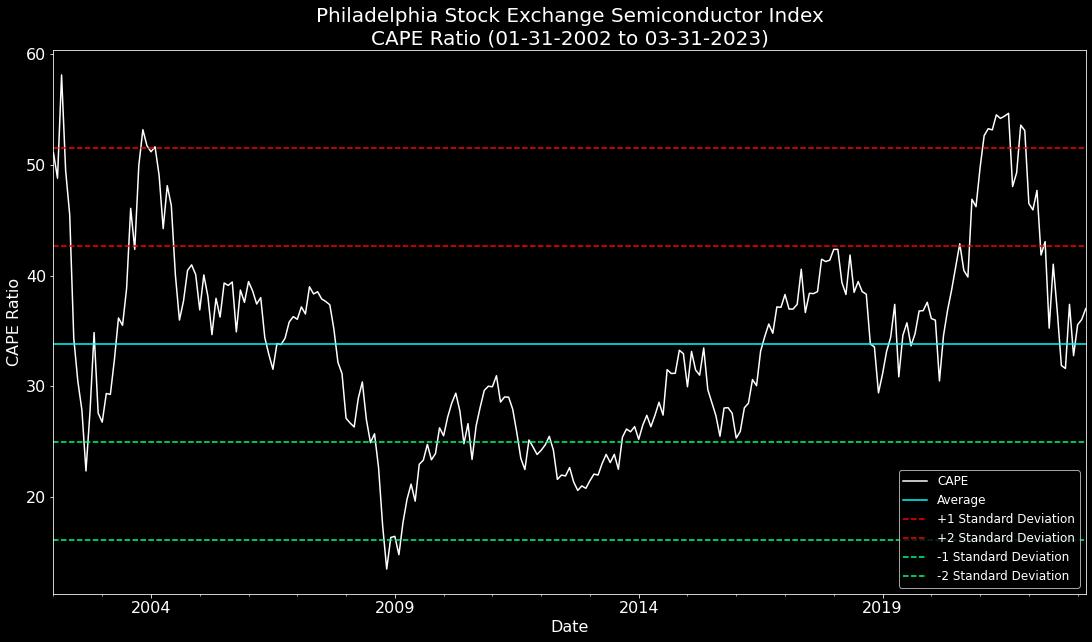 Philadelphia Stock Exchange Semiconductor Index
CAPE Ratio (01-31-2002 to 03-31-2023)
60
50
40
30
20
CAPE Ratio
2004
2009
2014
2019
Date
CAPE
Average
+1 Standard Deviation
+2 Standard Deviation
-1 Standard Deviation
-2 Standard Deviation